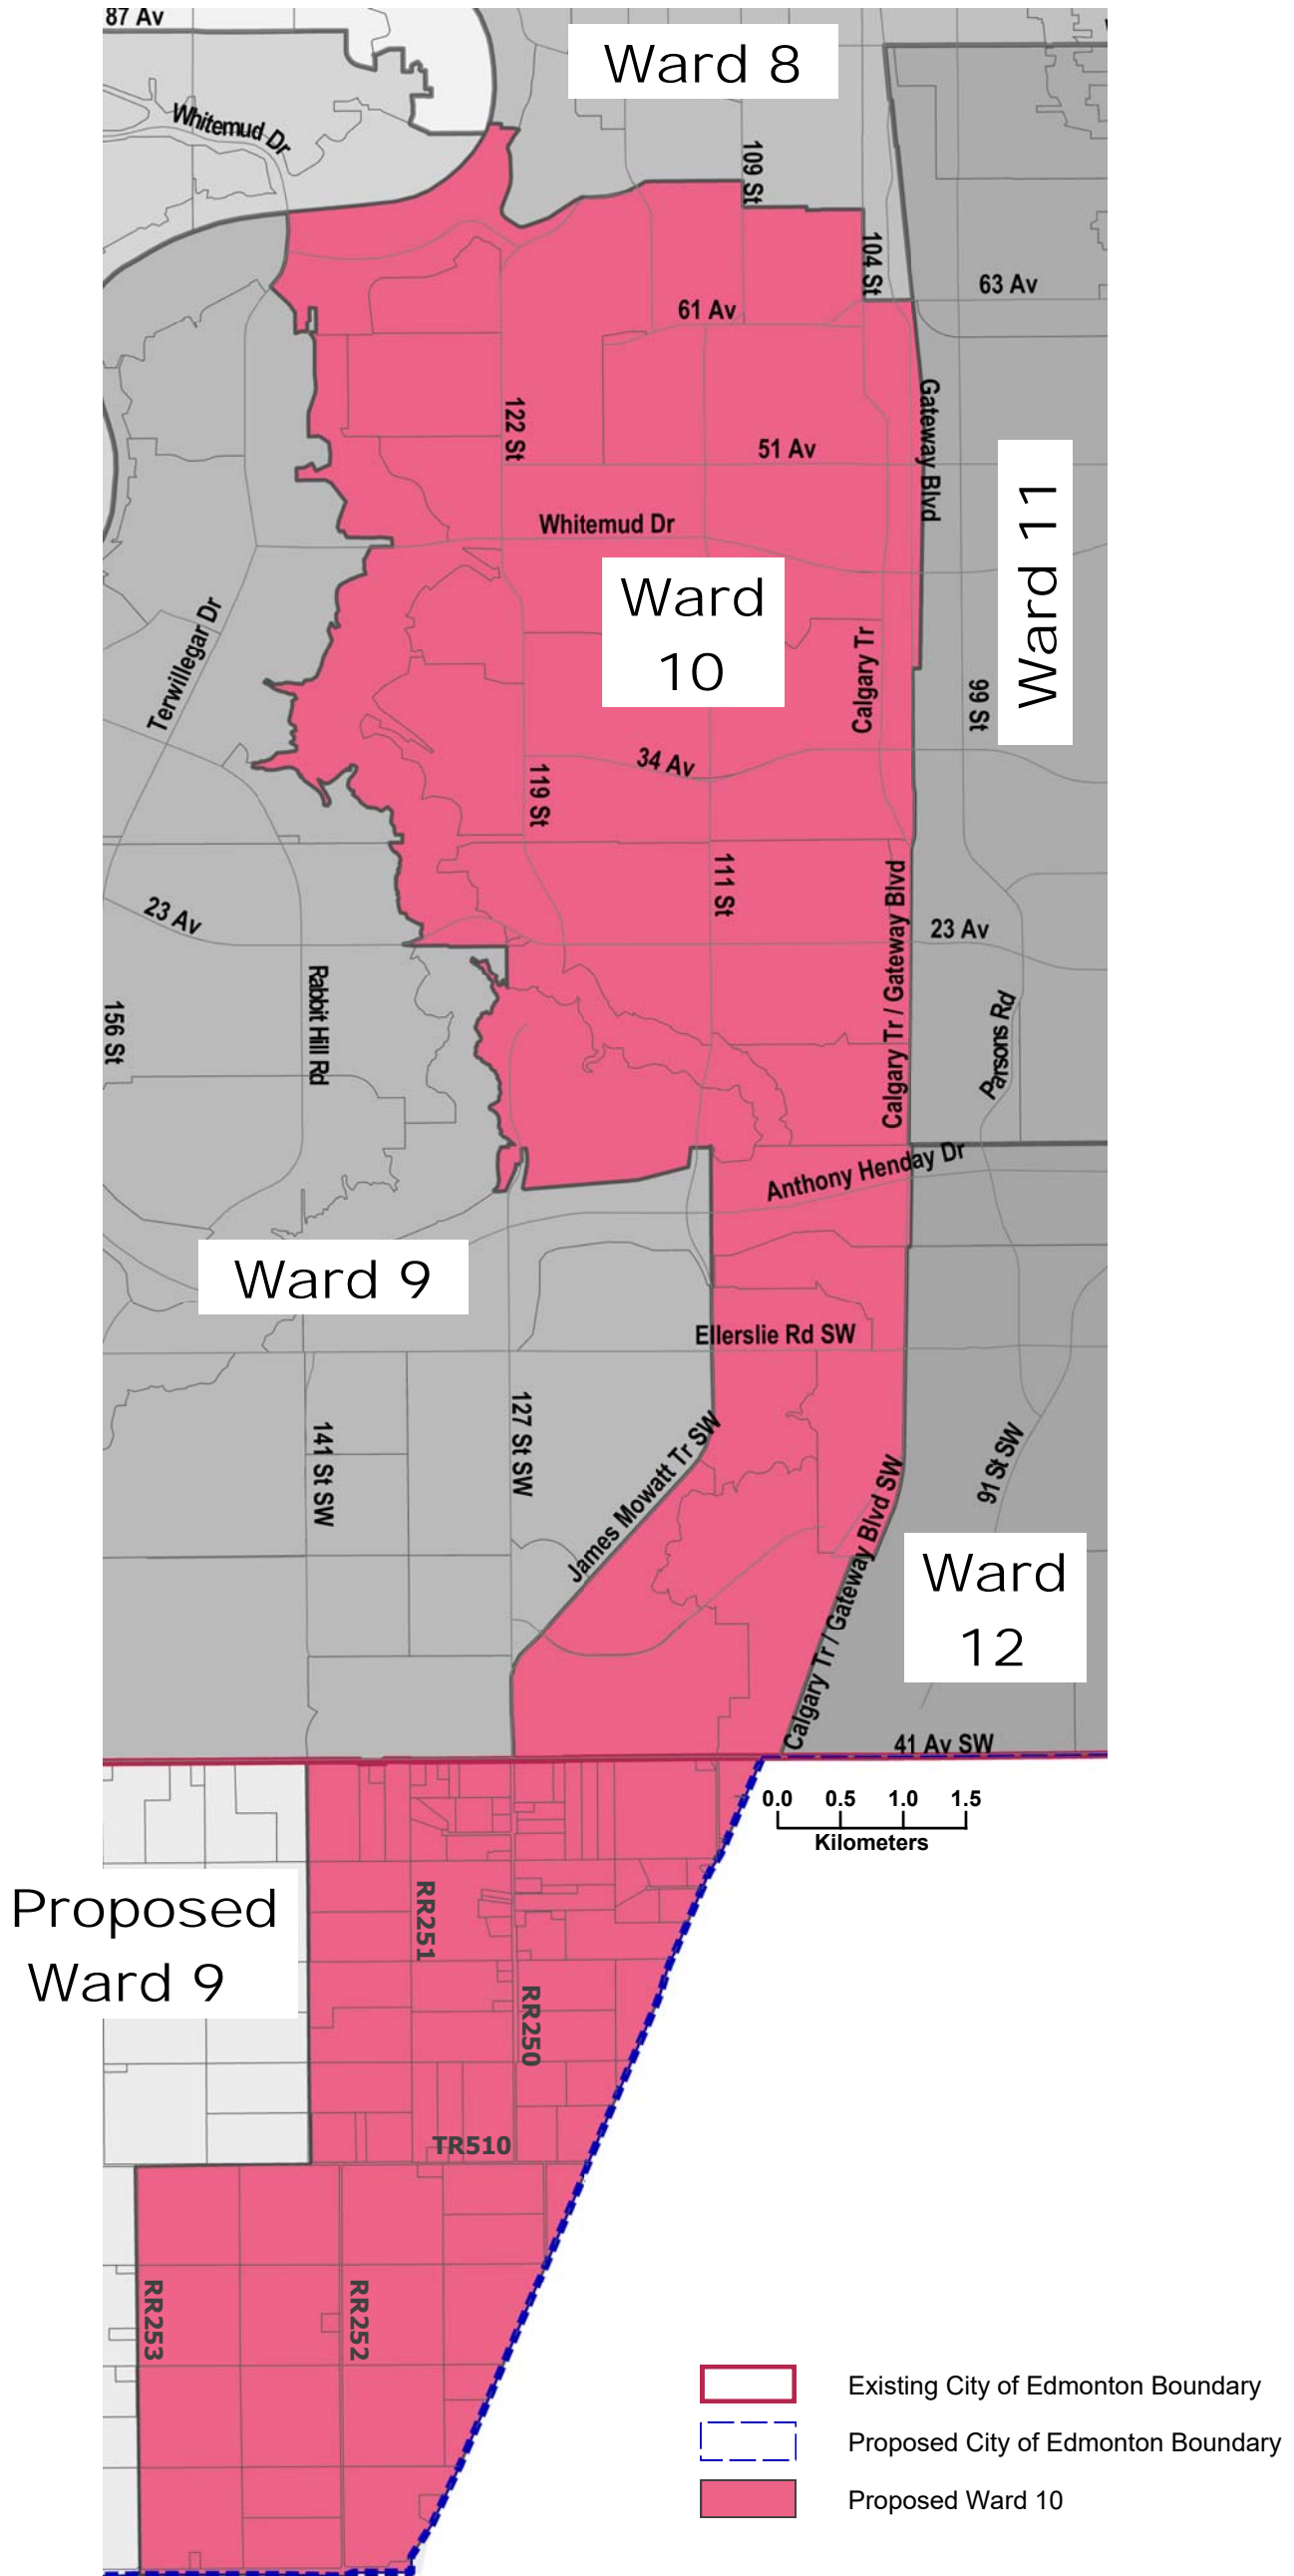 87 Av
Ward 8
Whitemud Dr
109 St
104 St
63 Av
61 Av
122 St
Gateway Blvd
51 Av
Whitemud Dr
Ward 11
Ward
10
Terwillegar Dr
Calgary Tr
99 St
34 Av
119 St
111 St
23 Av
Calgary Tr / Gateway Blvd
23 Av
Rabbit Hill Rd
156 St
Parsons Rd
Anthony Henday Dr
Ward 9
Ellerslie Rd SW
127 St SW
141 St SW
James Mowatt Tr SW
91 St SW
Calgary Tr / Gateway Blvd SW
Ward
12
41 Av SW
0.0 0.5 1.0 1.5
Kilometers
Proposed
Ward 9
RR251
RR250
TR510
RR253
RR252
Existing City of Edmonton Boundary
Proposed City of Edmonton Boundary
Proposed Ward 10